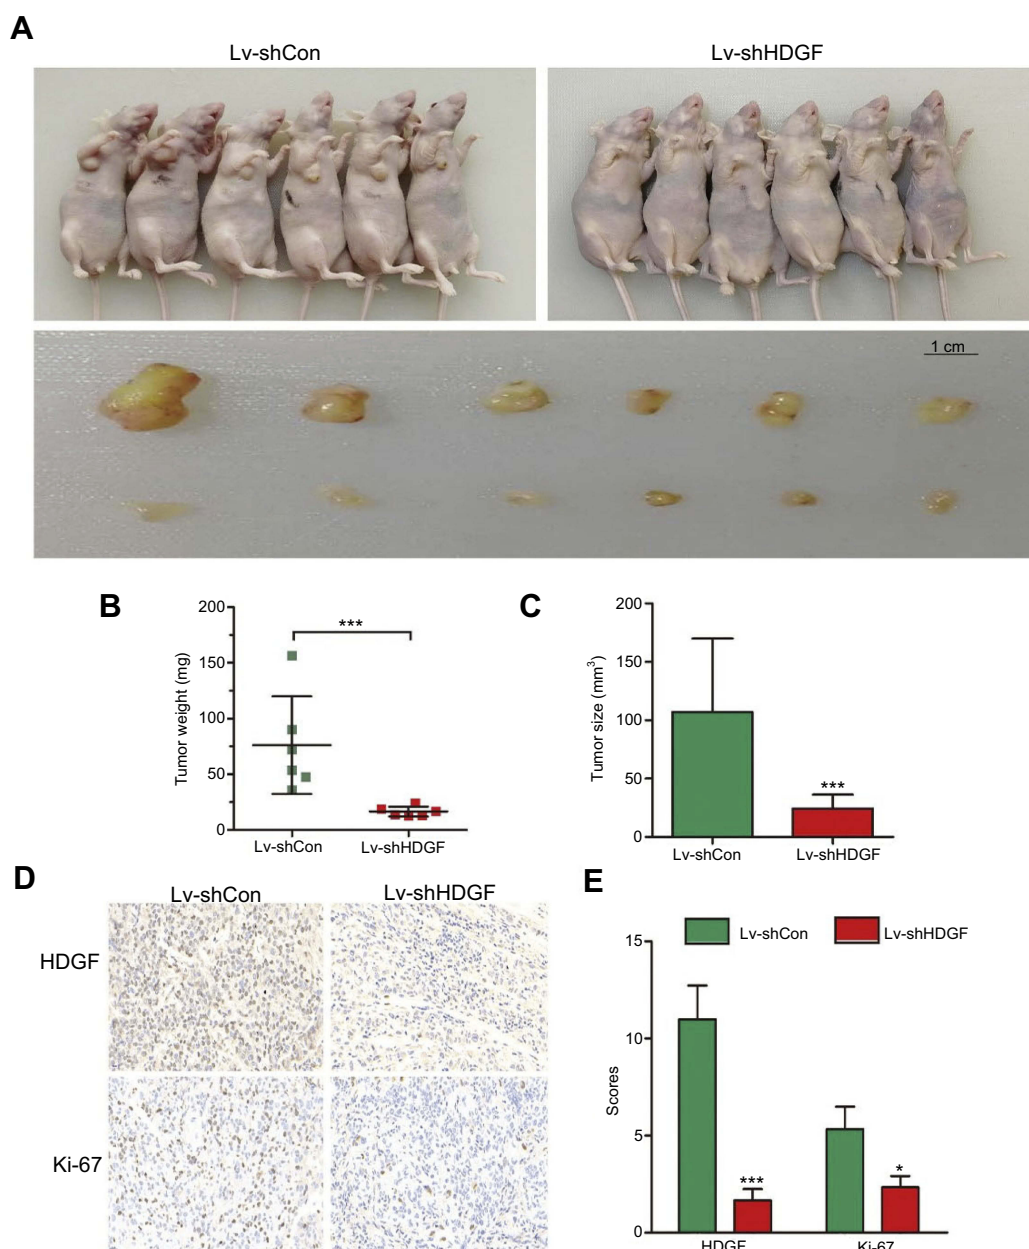 A
Lv-shCon Lv-shHDGF
1 cm
B
200
150
100
50
0
Tumor weight (mg)
***
Lv-shCon Lv-shHDGF
C
200
150
100
50
0
Tumor size (mm³)
***
Lv-shCon Lv-shHDGF
D
Lv-shCon Lv-shHDGF
HDGF
Ki-67
E
Lv-shCon Lv-shHDGF
15
10
5
0
Scores
***
*
HDGF Ki-67